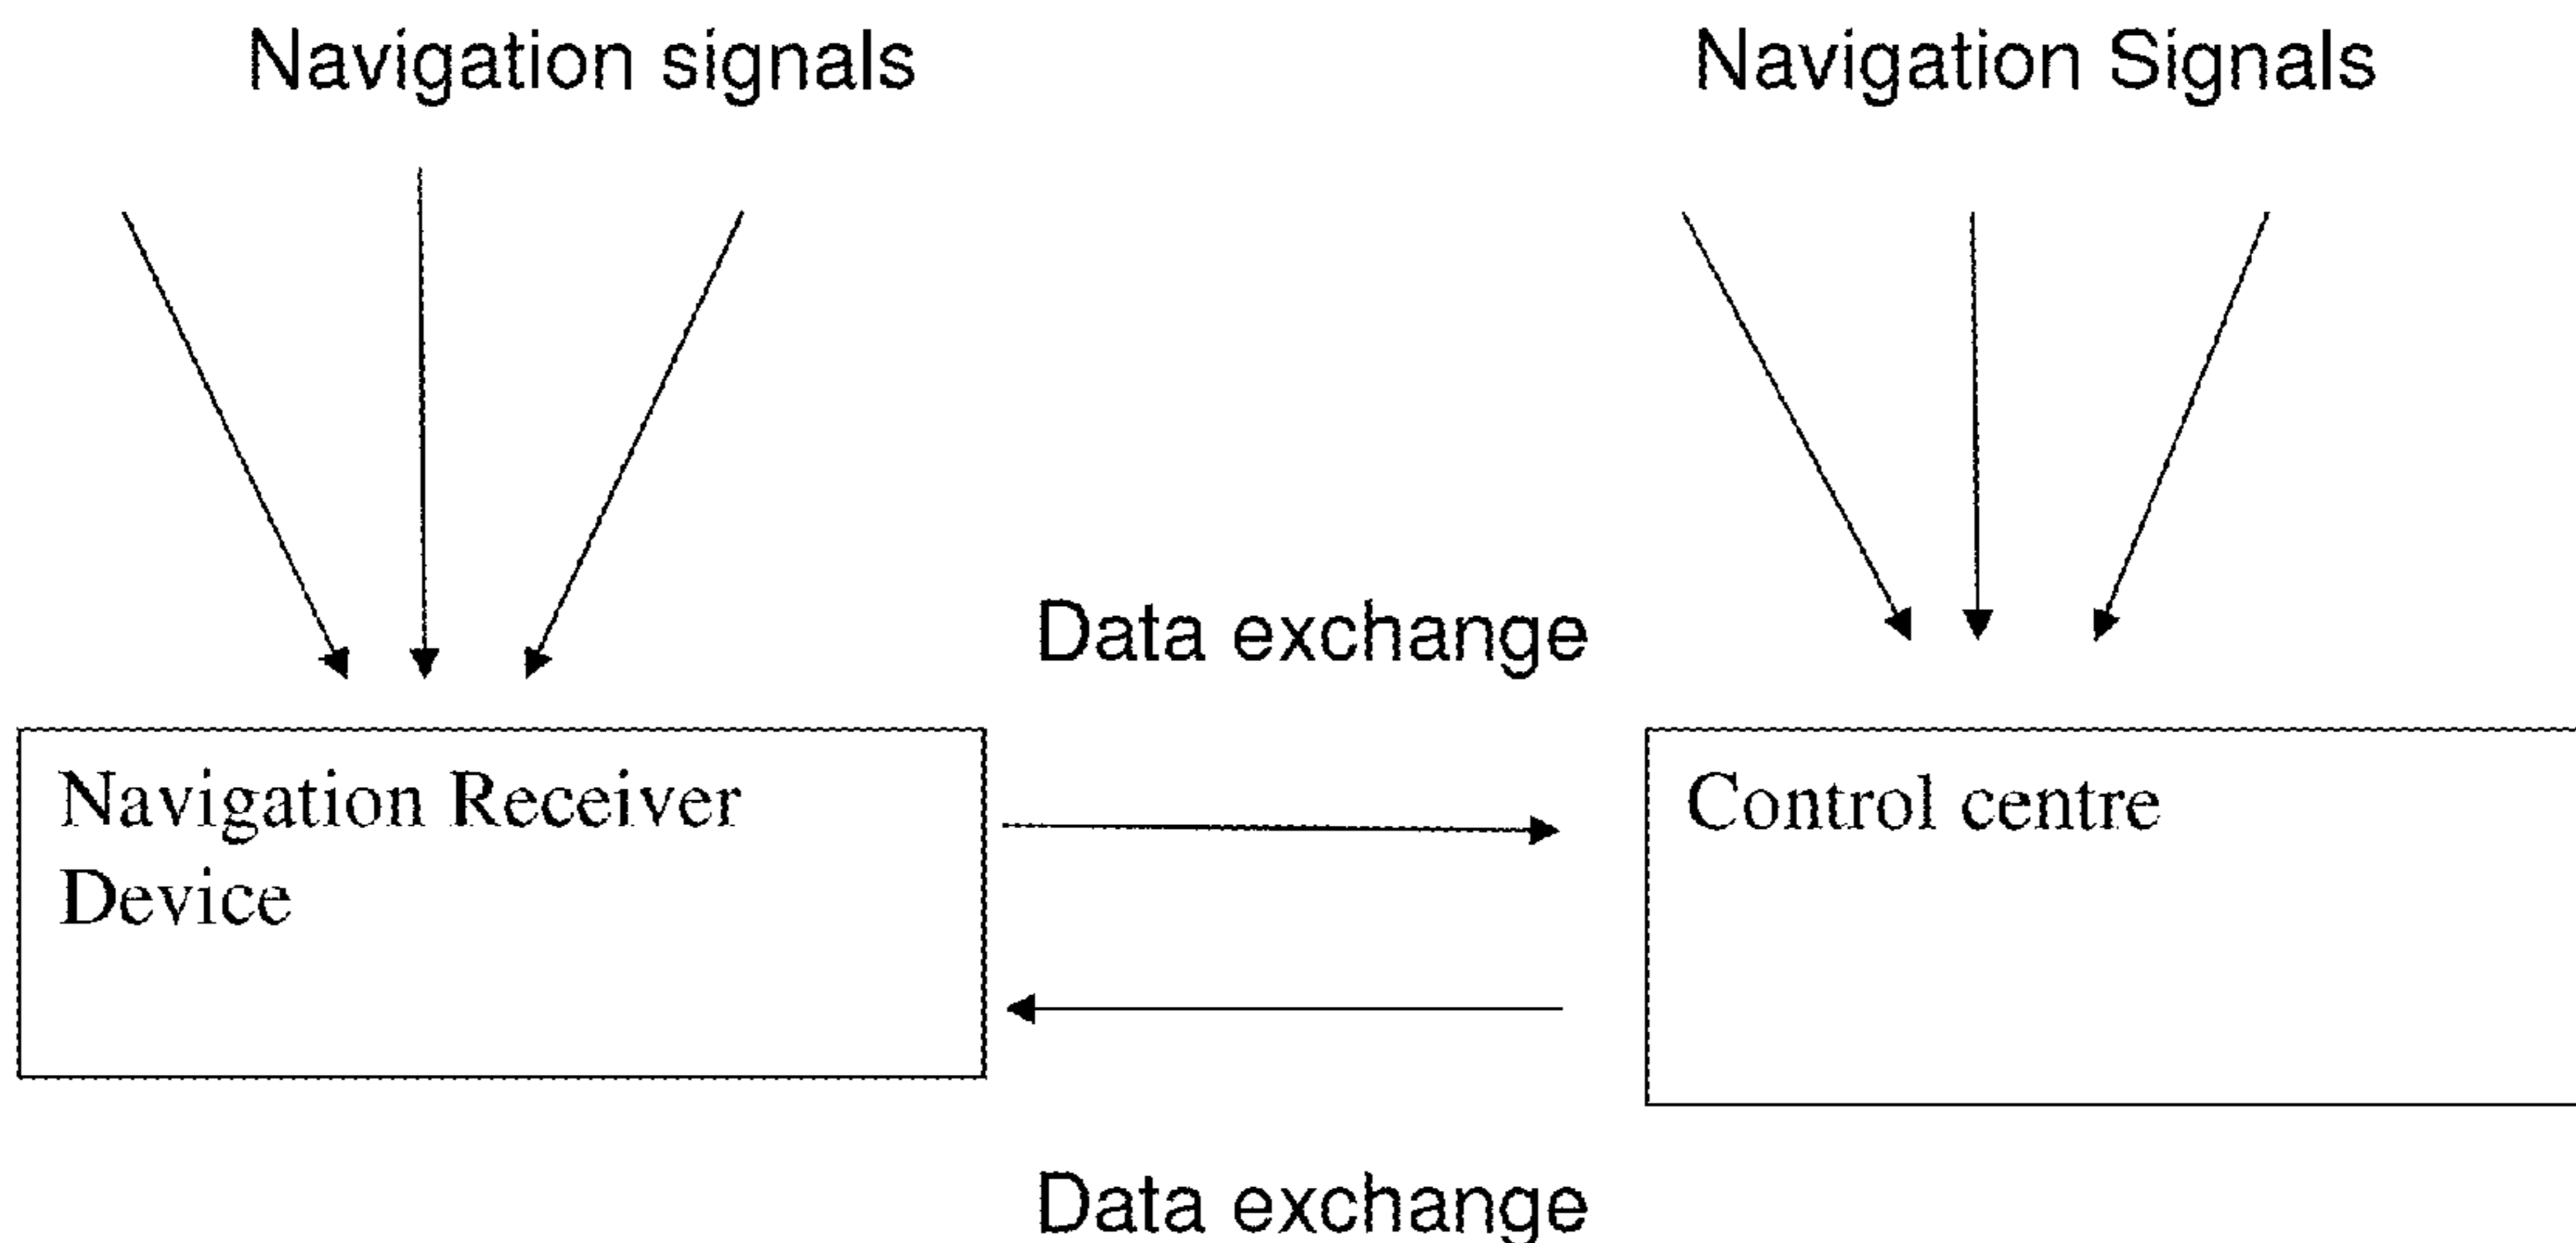 Navigation signals
Navigation Signals
Data exchange
Navigation Receiver
Device
Control centre
Data exchange